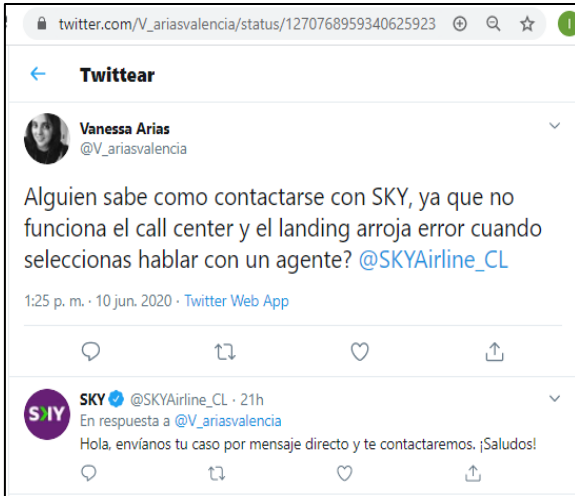 twitter.com/V_ariasvalencia/status/1270768959340625923
I
Twittear
Vanessa Arias
@V_ariasvalencia
Alguien sabe como contactarse con SKY, ya que no
funciona el call center y el landing arroja error cuando
seleccionas hablar con un agente? @SKYAirline_CL
1:25 p. m. · 10 jun. 2020 · Twitter Web App
SKY
SKY @SKYAirline_CL · 21h
En respuesta a @V_ariasvalencia
Hola, envíanos tu caso por mensaje directo y te contactaremos. ¡Saludos!